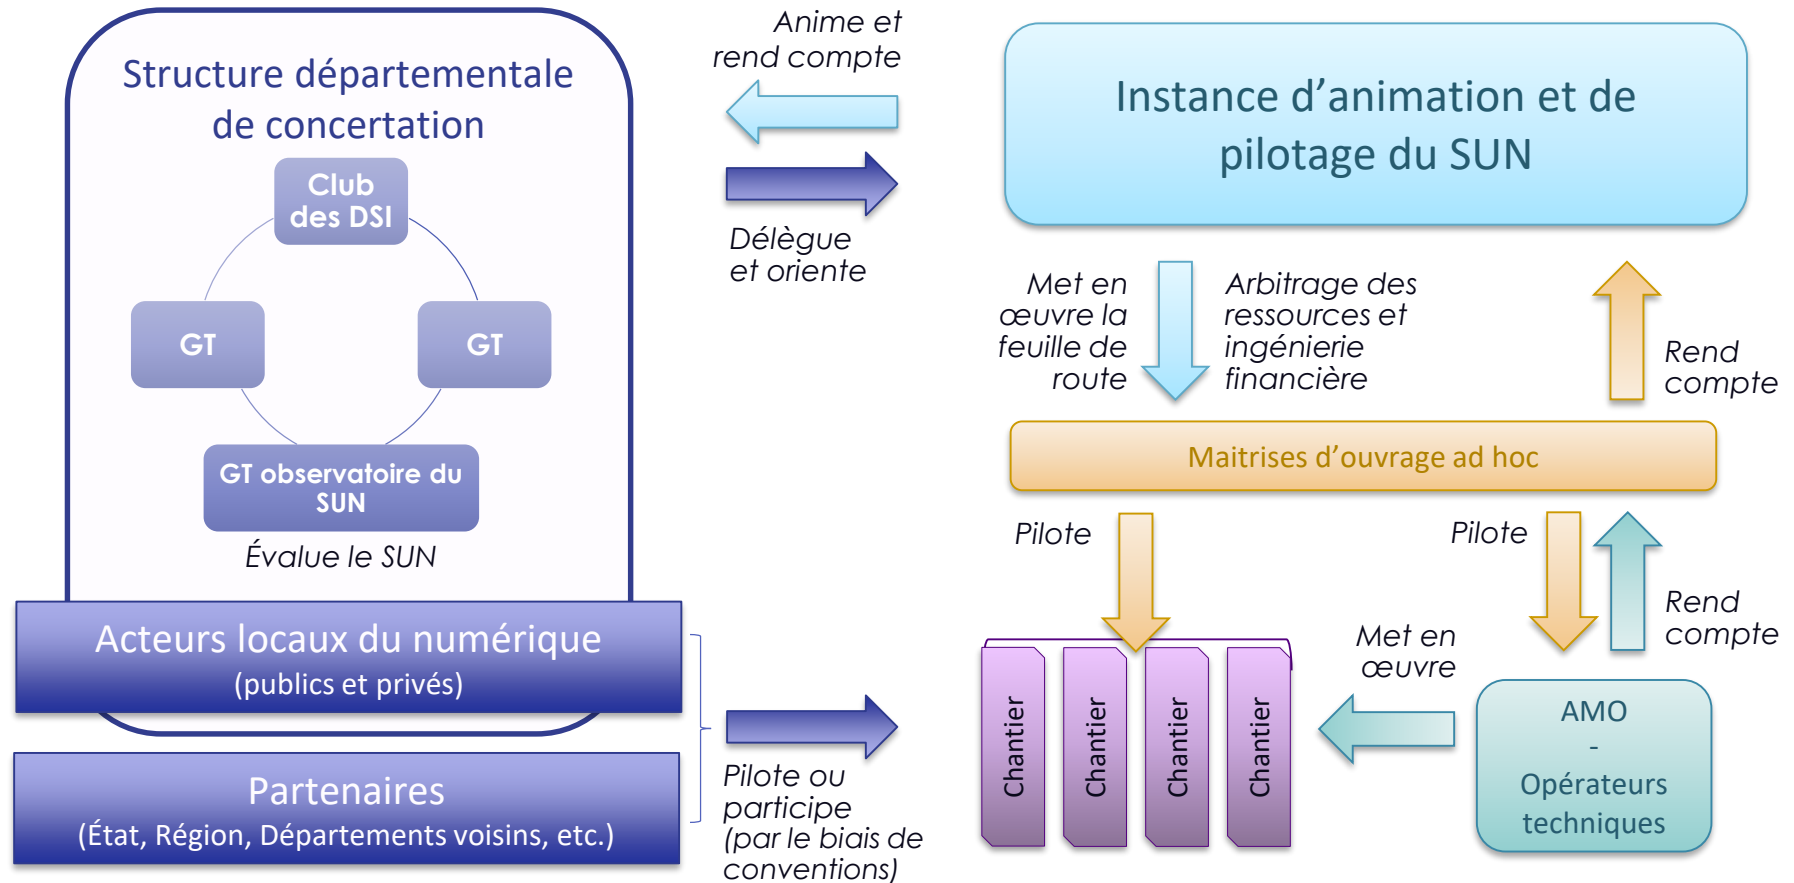 Structure départementale
de concertation
Club
des DSI
GT
GT
GT observatoire du
SUN
Évalue le SUN
Acteurs locaux du numérique
(publics et privés)
Partenaires
(État, Région, Départements voisins, etc.)
Anime et
rend compte
Délègue
et oriente
Pilote ou
participe
(par le biais de
conventions)
Instance d’animation et de
pilotage du SUN
Met en
œuvre la
feuille de
route
Arbitrage des
ressources et
ingénierie
financière
Rend
compte
Maitrises d’ouvrage ad hoc
Pilote
Pilote
Rend
compte
Met en
œuvre
Chantier
Chantier
Chantier
Chantier
AMO
-
Opérateurs
techniques